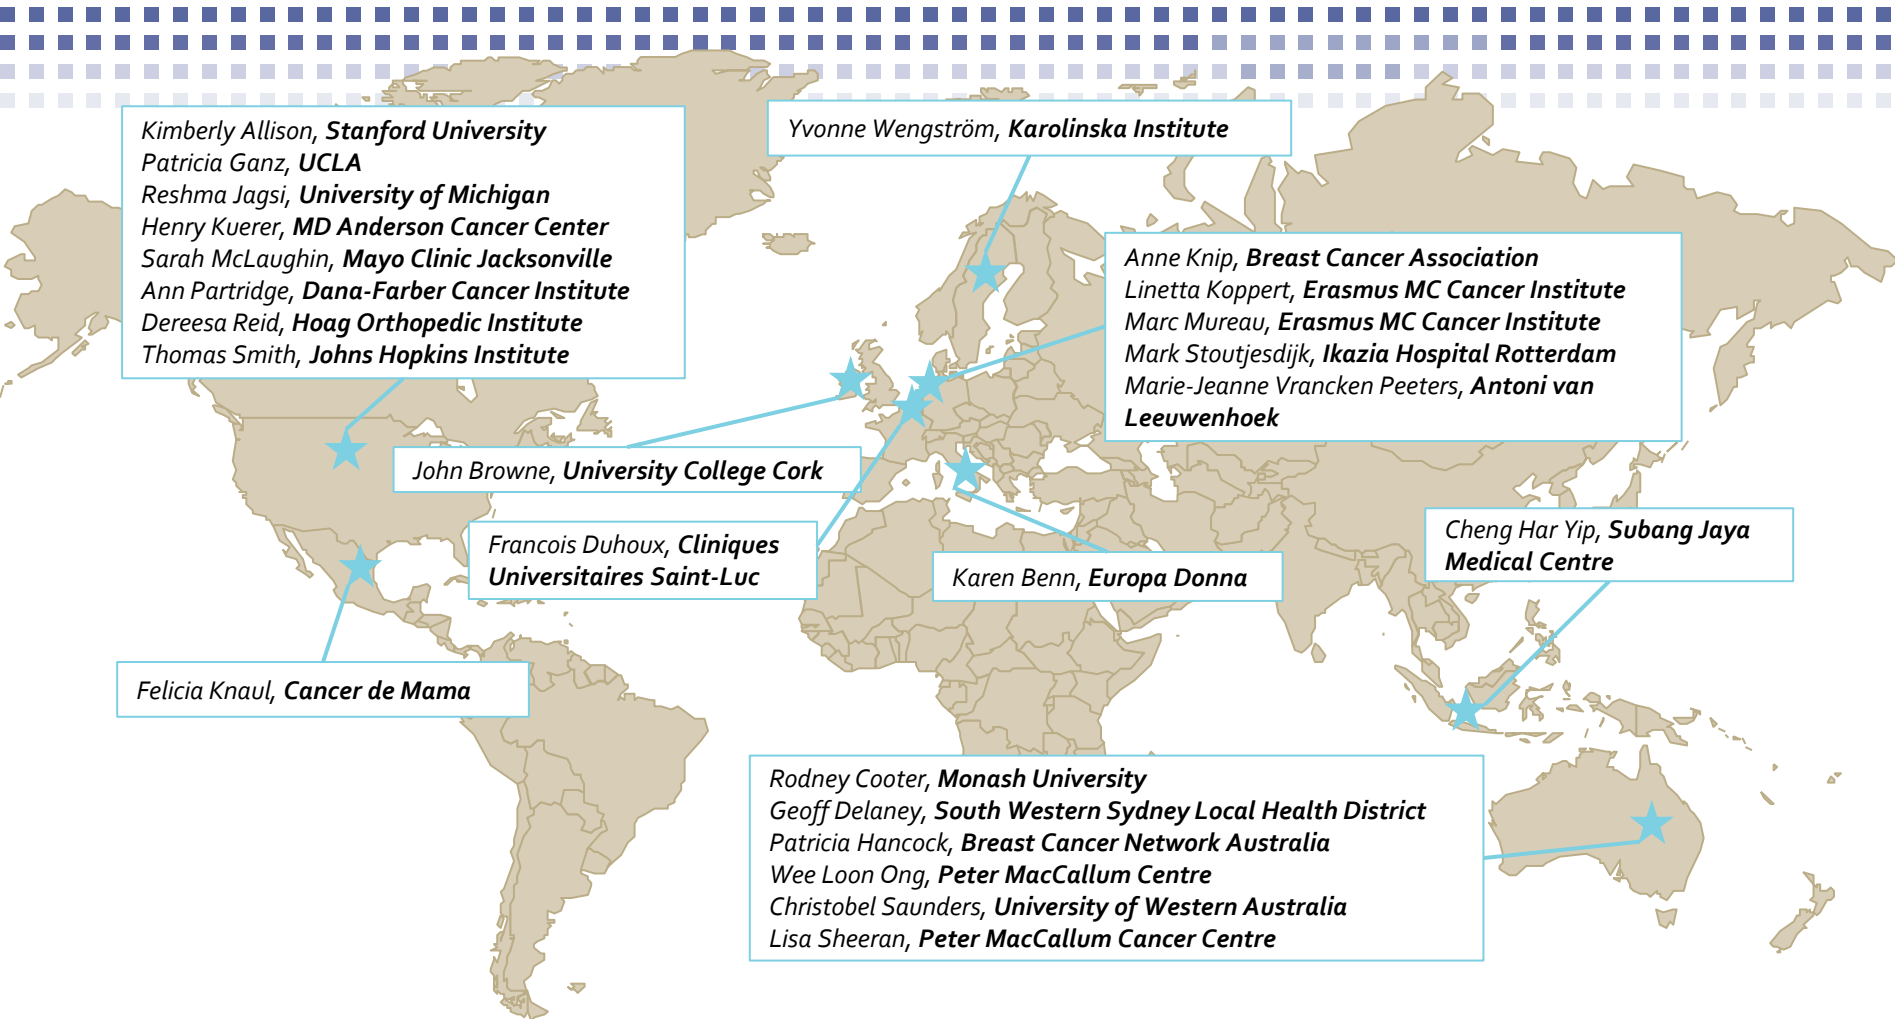 Kimberly Allison, Stanford University
Patricia Ganz, UCLA
Reshma Jagsi, University of Michigan
Henry Kuerer, MD Anderson Cancer Center
Sarah McLaughin, Mayo Clinic Jacksonville
Ann Partridge, Dana-Farber Cancer Institute
Dereesa Reid, Hoag Orthopedic Institute
Thomas Smith, Johns Hopkins Institute
Yvonne Wengström, Karolinska Institute
Anne Knip, Breast Cancer Association
Linetta Koppert, Erasmus MC Cancer Institute
Marc Mureau, Erasmus MC Cancer Institute
Mark Stoutjesdijk, Ikazia Hospital Rotterdam
Marie-Jeanne Vrancken Peeters, Antoni van
Leeuwenhoek
John Browne, University College Cork
Francois Duhoux, Cliniques
Universitaires Saint-Luc
Karen Benn, Europa Donna
Cheng Har Yip, Subang Jaya
Medical Centre
Felicia Knaul, Cancer de Mama
Rodney Cooter, Monash University
Geoff Delaney, South Western Sydney Local Health District
Patricia Hancock, Breast Cancer Network Australia
Wee Loon Ong, Peter MacCallum Centre
Christobel Saunders, University of Western Australia
Lisa Sheeran, Peter MacCallum Cancer Centre